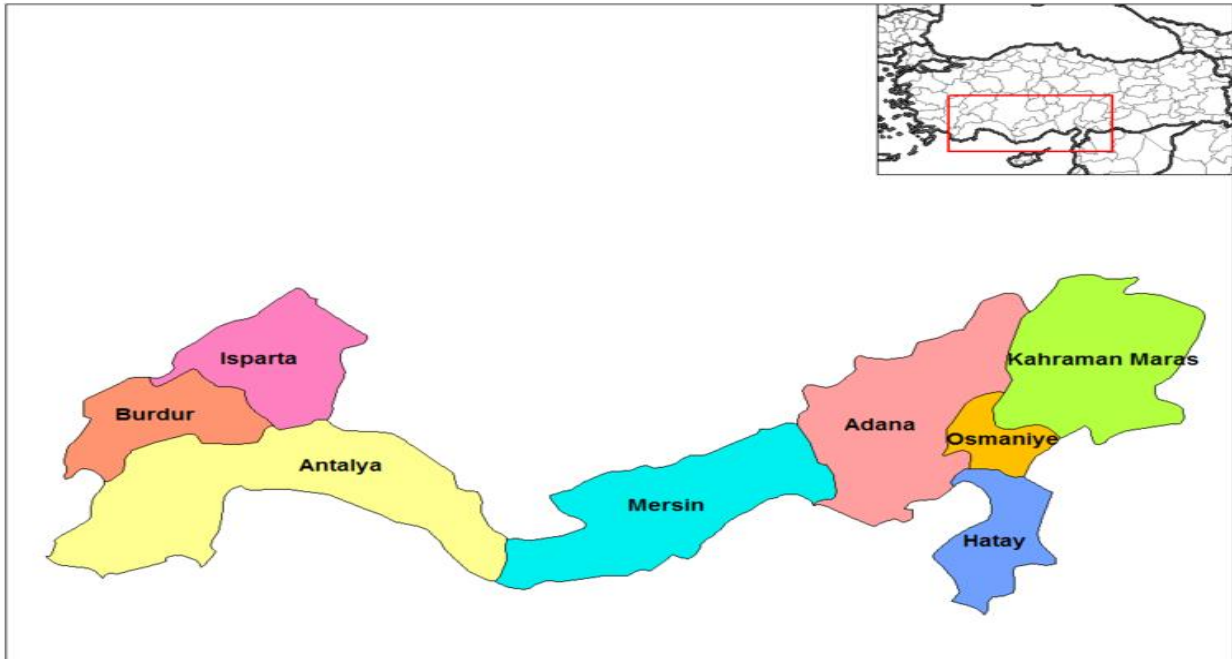 Isparta
Kahraman Maras
Burdur
Adana
Osmaniye
Antalya
Mersin
Hatay